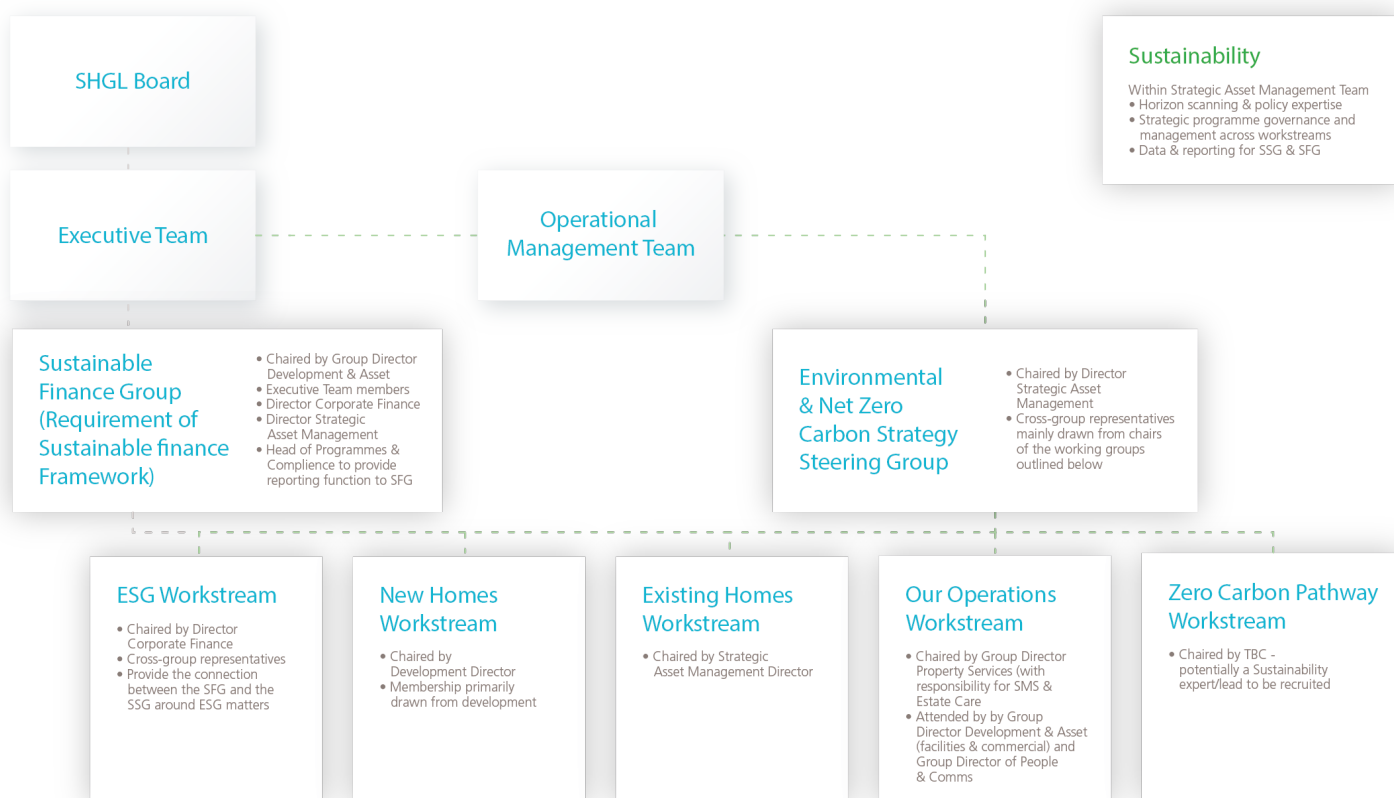 SHGL Board
Sustainability
Within Strategic Asset Management Team
• Horizon scanning & policy expertise
• Strategic programme governance and
management across workstreams
• Data & reporting for SSG & SFG
Executive Team
Operational
Management Team
Sustainable
Finance Group
(Requirement of
Sustainable finance
Framework)
• Chaired by Group Director
Development & Asset
• Executive Team members
• Director Corporate Finance
• Director Strategic
Asset Management
• Head of Programmes &
Complience to provide
reporting function to SFG
Environmental
& Net Zero
Carbon Strategy
Steering Group
• Chaired by Director
Strategic Asset
Management
• Cross-group representatives
mainly drawn from chairs
of the working groups
outlined below
ESG Workstream
• Chaired by Director
Corporate Finance
• Cross-group representatives
• Provide the connection
between the SFG and the
SSG around ESG matters
New Homes
Workstream
• Chaired by
Development Director
• Membership primarily
drawn from development
Existing Homes
Workstream
• Chaired by Strategic
Asset Management Director
Our Operations
Workstream
• Chaired by Group Director
Property Services (with
responsibility for SMS &
Estate Care
• Attended by by Group
Director Development & Asset
(facilities & commercial) and
Group Director of People
& Comms
Zero Carbon Pathway
Workstream
• Chaired by TBC -
potentially a Sustainability
expert/lead to be recruited